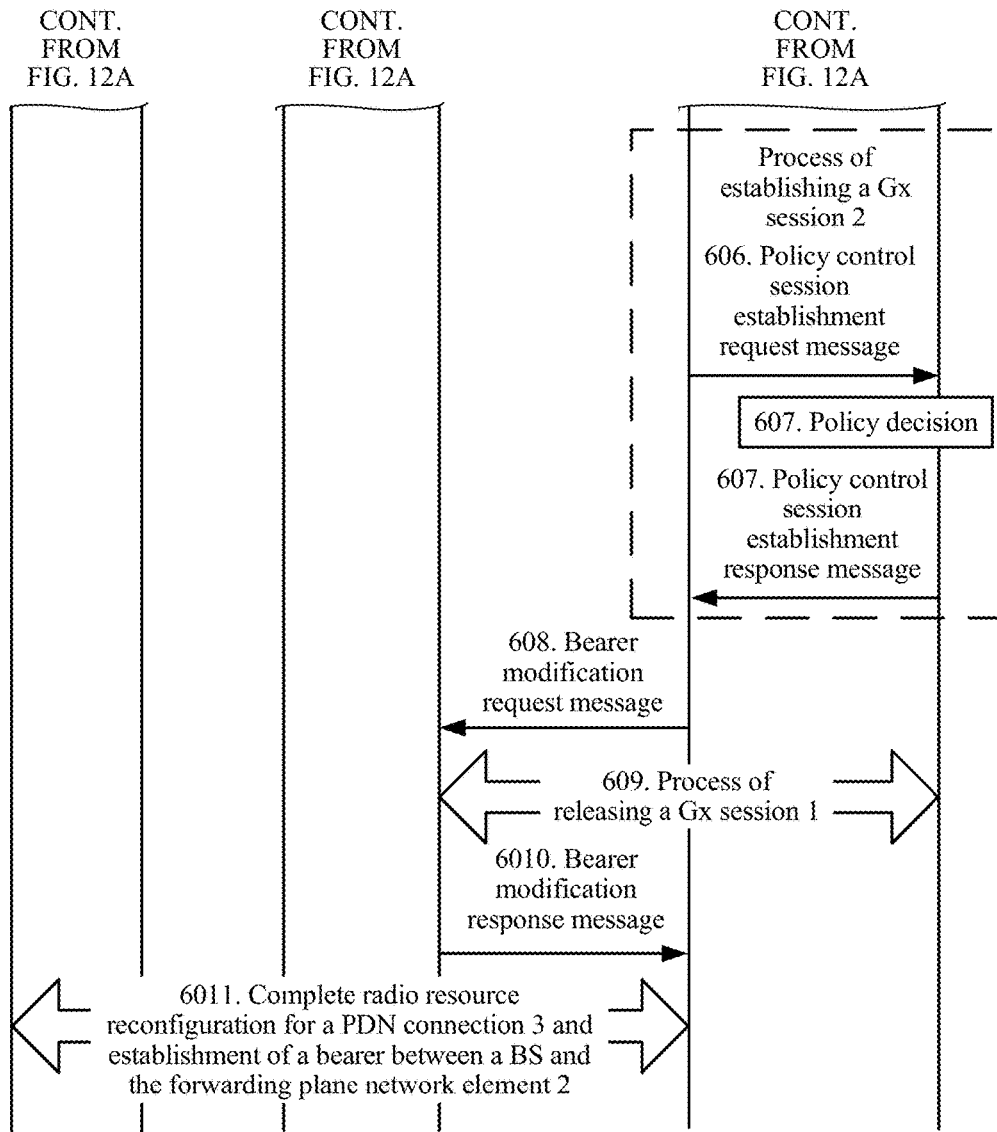 CONT.
FROM
FIG. 12A
CONT.
FROM
FIG. 12A
CONT.
FROM
FIG. 12A
Process of
establishing a Gx
session 2
606. Policy control
session
establishment
request message
607. Policy decision
607. Policy control
session
establishment
response message
608. Bearer
modification
request message
609. Process of
releasing a Gx session 1
6010. Bearer
modification
response message
6011. Complete radio resource
reconfiguration for a PDN connection 3 and
establishment of a bearer between a BS and
the forwarding plane network element 2